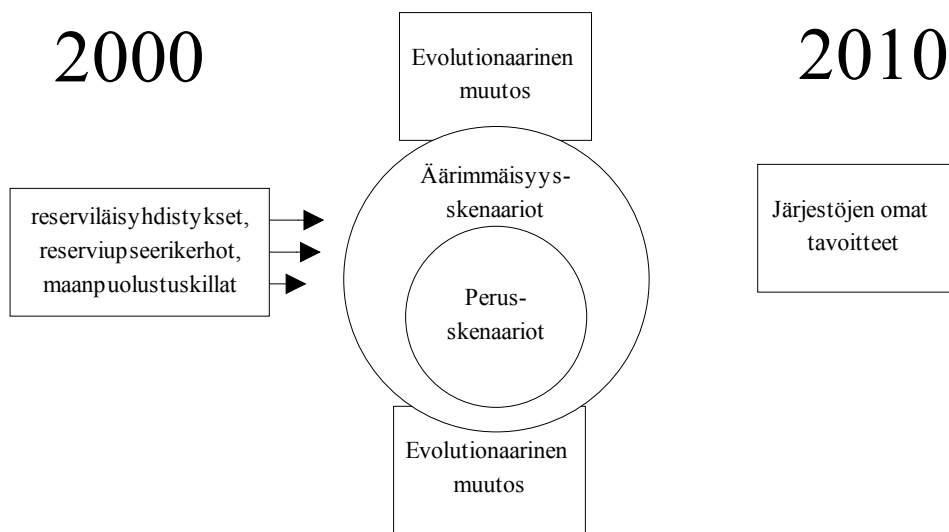 2000
Evolutionaarinen
muutos
2010
reserviläisyhdistykset,
reserviupseerikerhot,
maanpuolustuskillat
Äärimmäisyys-
skenaariot
Perus-
skenaariot
Järjestöjen omat
tavoitteet
Evolutionaarinen
muutos